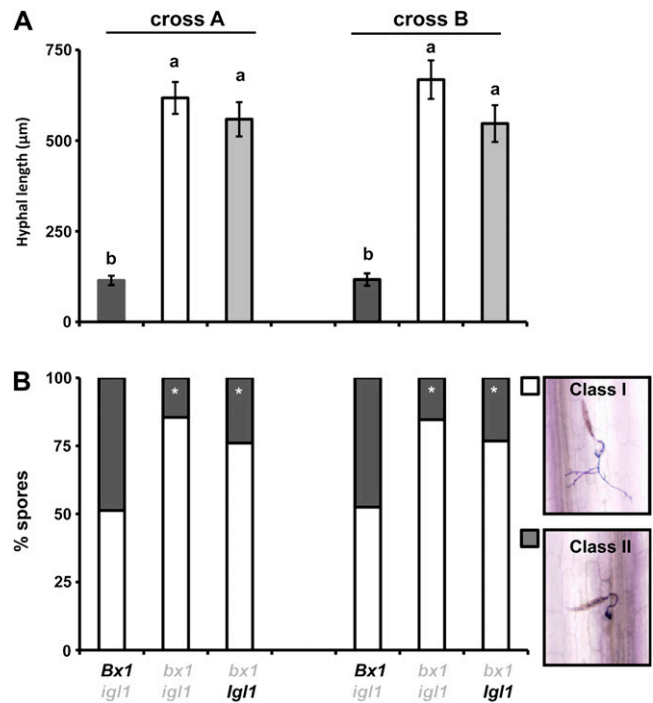 A
cross A
cross B
Hyphal length (µm)
750
500
250
0
b
a
a
b
a
a
B
% spores
100
75
50
25
0
*
*
*
*
Class I
Class II
Bx1 bx1 bx1 Bx1 bx1 bx1
igl1 igl1 Igl1 igl1 igl1 Igl1